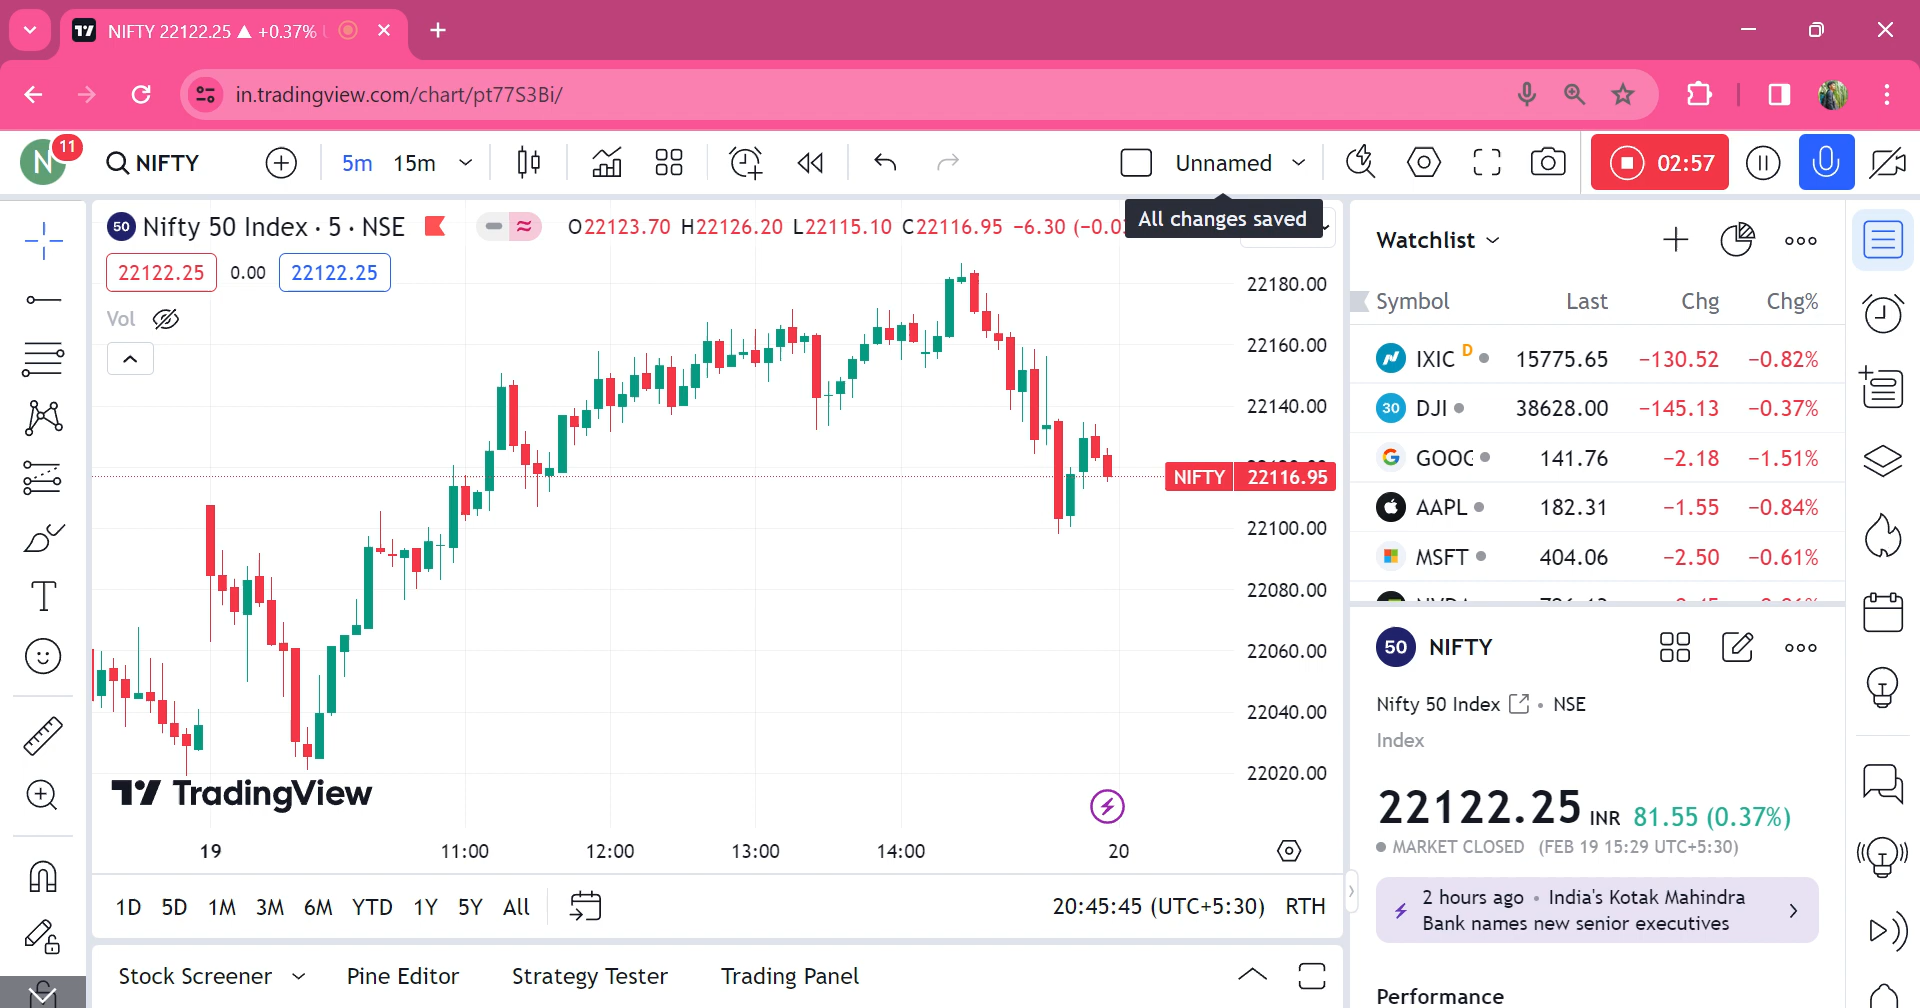 NIFTY 22122.25 ▲ +0.37%
in.tradingview.com/chart/pt77S3Bi/
N 11 NIFTY 5m 15m Unnamed 02:57
All changes saved
50 Nifty 50 Index · 5 · NSE O22123.70 H22126.20 L22115.10 C22116.95 −6.30
22122.25 0.00 22122.25
Vol
22180.00
22160.00
22140.00
NIFTY 22116.95
22100.00
22080.00
22060.00
22040.00
22020.00
TradingView
19 11:00 12:00 13:00 14:00 20
1D 5D 1M 3M 6M YTD 1Y 5Y All 20:45:45 (UTC+5:30) RTH
Stock Screener Pine Editor Strategy Tester Trading Panel
Watchlist
Symbol Last Chg Chg%
IXIC D 15775.65 −130.52 −0.82%
30 DJI 38628.00 −145.13 −0.37%
GOOG 141.76 −2.18 −1.51%
AAPL 182.31 −1.55 −0.84%
MSFT 404.06 −2.50 −0.61%
50 NIFTY
Nifty 50 Index • NSE
Index
22122.25 INR 81.55 (0.37%)
MARKET CLOSED (FEB 19 15:29 UTC+5:30)
2 hours ago • India's Kotak Mahindra
Bank names new senior executives
Performance